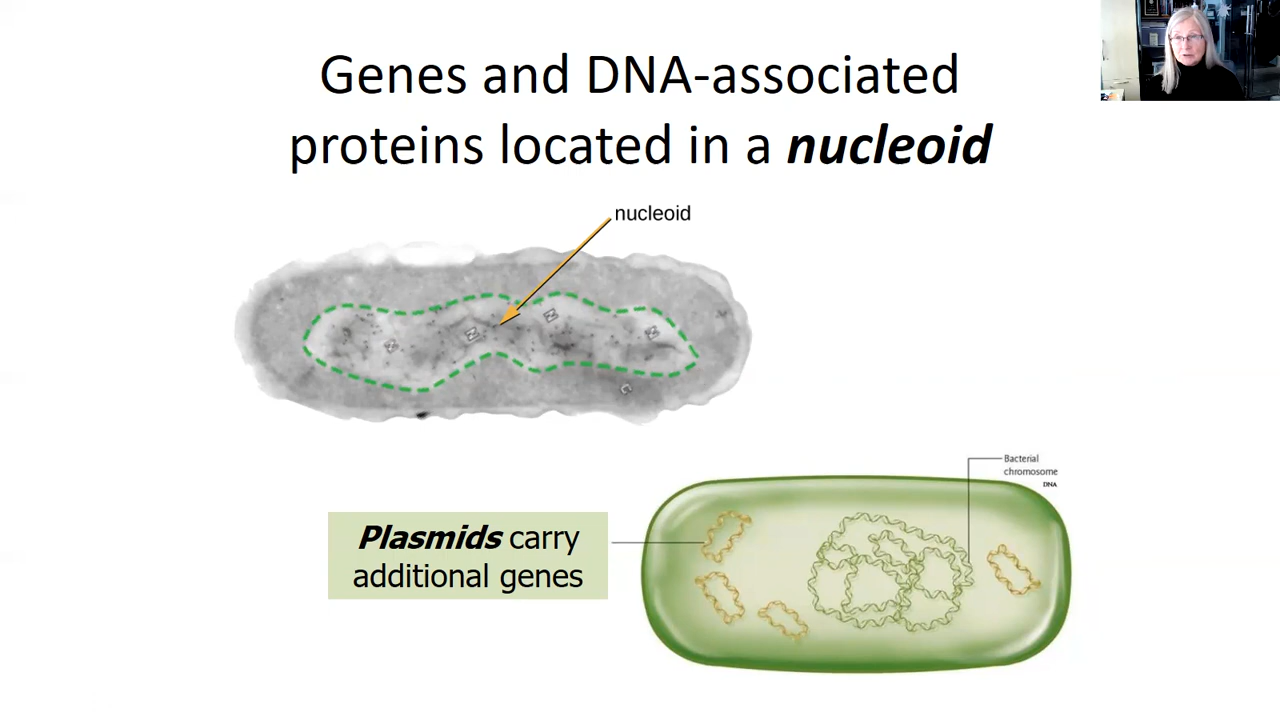 Genes and DNA-associated
proteins located in a nucleoid
nucleoid
Bacterial
chromosome
DNA
Plasmids carry
additional genes